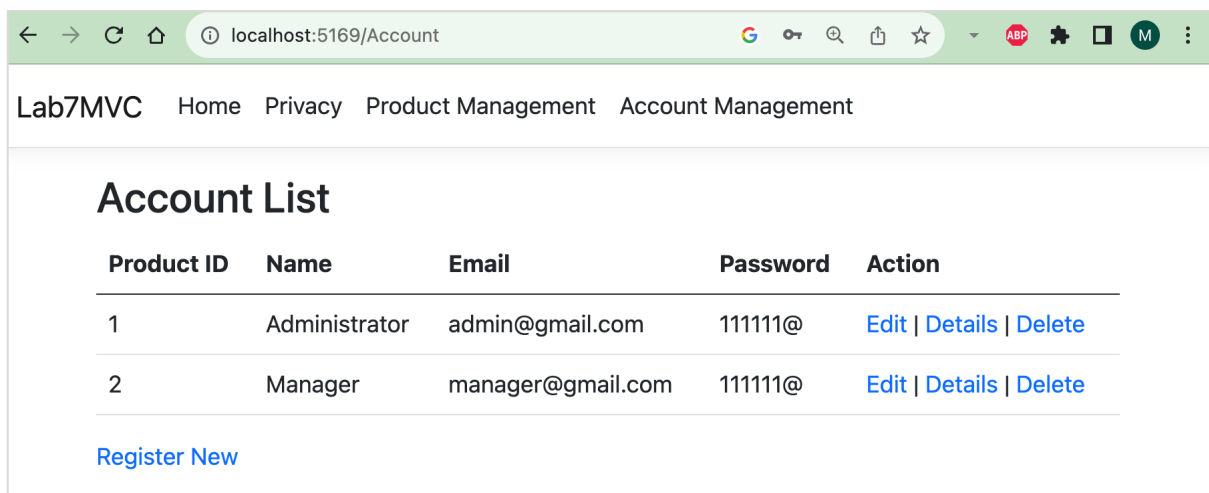 localhost:5169/Account
ABP
M
Lab7MVC Home Privacy Product Management Account Management
Account List
Product ID Name Email Password Action
1 Administrator admin@gmail.com 111111@ Edit | Details | Delete
2 Manager manager@gmail.com 111111@ Edit | Details | Delete
Register New